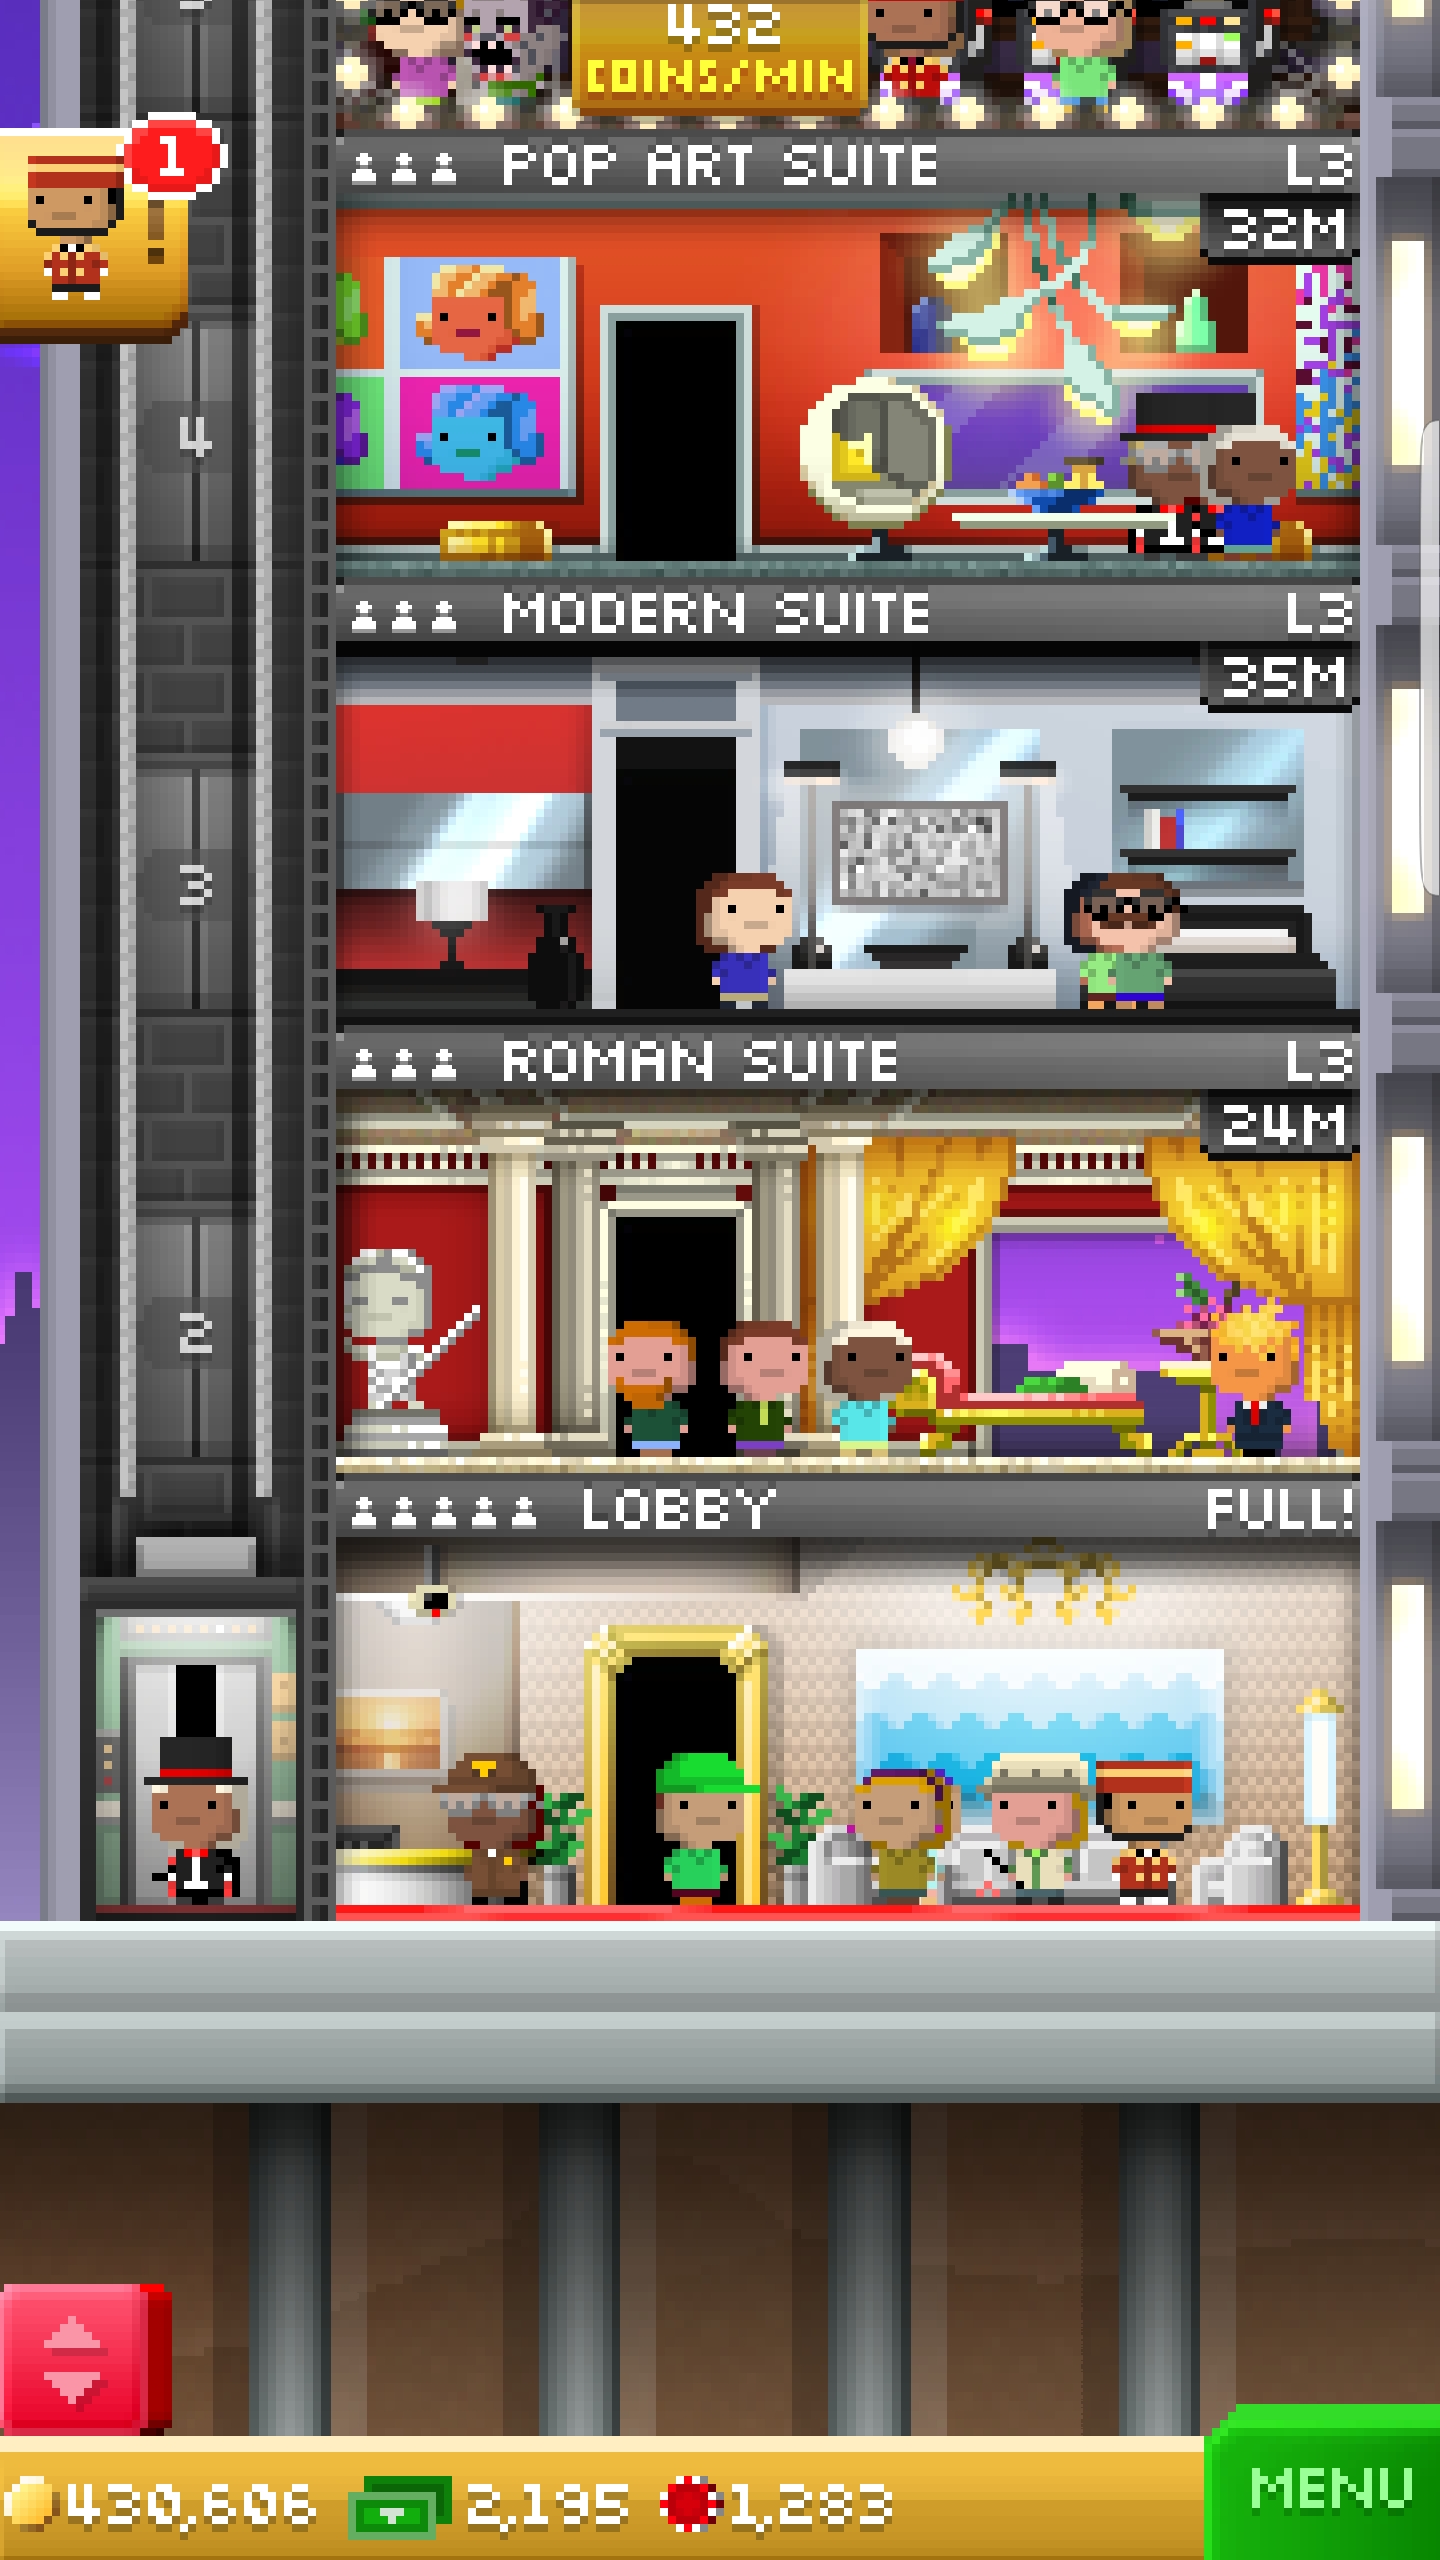 432
COINS/MIN
1
POP ART SUITE L3
32M
4
MODERN SUITE L3
35M
3
ROMAN SUITE L3
24M
2
LOBBY FULL!
430,606 2,195 1,283
MENU